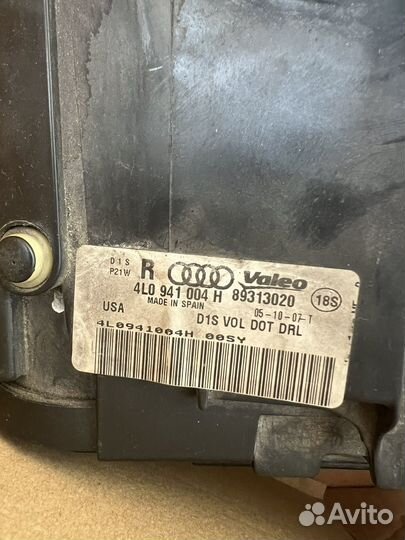 D1S
P21W
R Valeo
4L0 941 004 H 89313020
MADE IN SPAIN
18S
05-10-07-T
USA
D1S VOL DOT DRL
4L0941004H 00SY
Avito